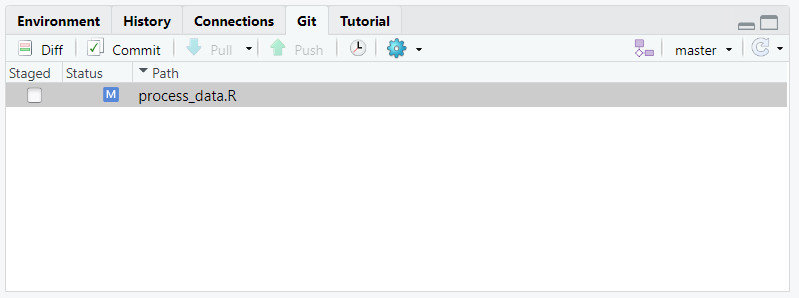 Environment History Connections Git Tutorial
Diff Commit Pull Push master
Staged Status Path
M process_data.R